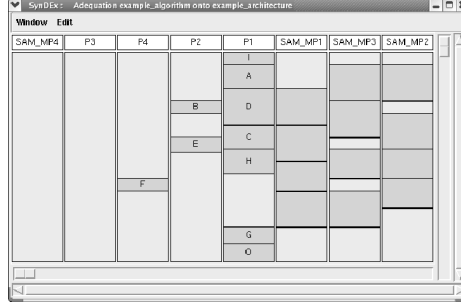 SynDEx : Adequation example_algorithm onto example_architecture
Window Edit
SAM_MP4 P3 P4 P2 P1 SAM_MP1 SAM_MP3 SAM_MP2
I
A
B D
C
E
H
F
G
O